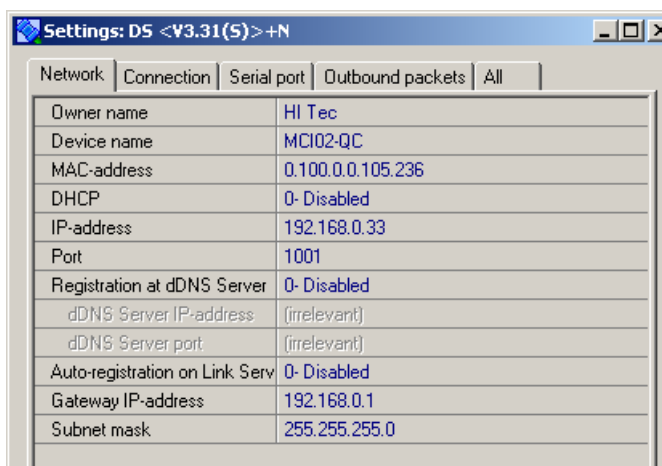 Settings: DS <V3.31(S)>+N
Network Connection Serial port Outbound packets All
Owner name HI Tec
Device name MCI02-QC
MAC-address 0.100.0.0.105.236
DHCP 0- Disabled
IP-address 192.168.0.33
Port 1001
Registration at dDNS Server 0- Disabled
dDNS Server IP-address (irrelevant)
dDNS Server port (irrelevant)
Auto-registration on Link Serv 0- Disabled
Gateway IP-address 192.168.0.1
Subnet mask 255.255.255.0